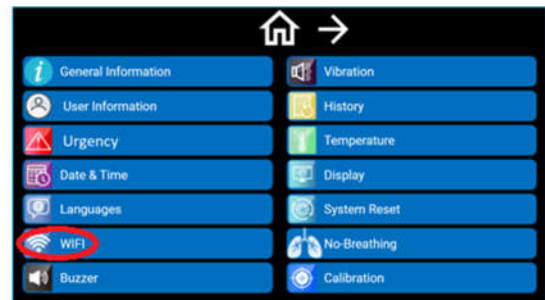 General Information
User Information
Urgency
Date & Time
Languages
WIFI
Buzzer
Vibration
History
Temperature
Display
System Reset
No-Breathing
Calibration